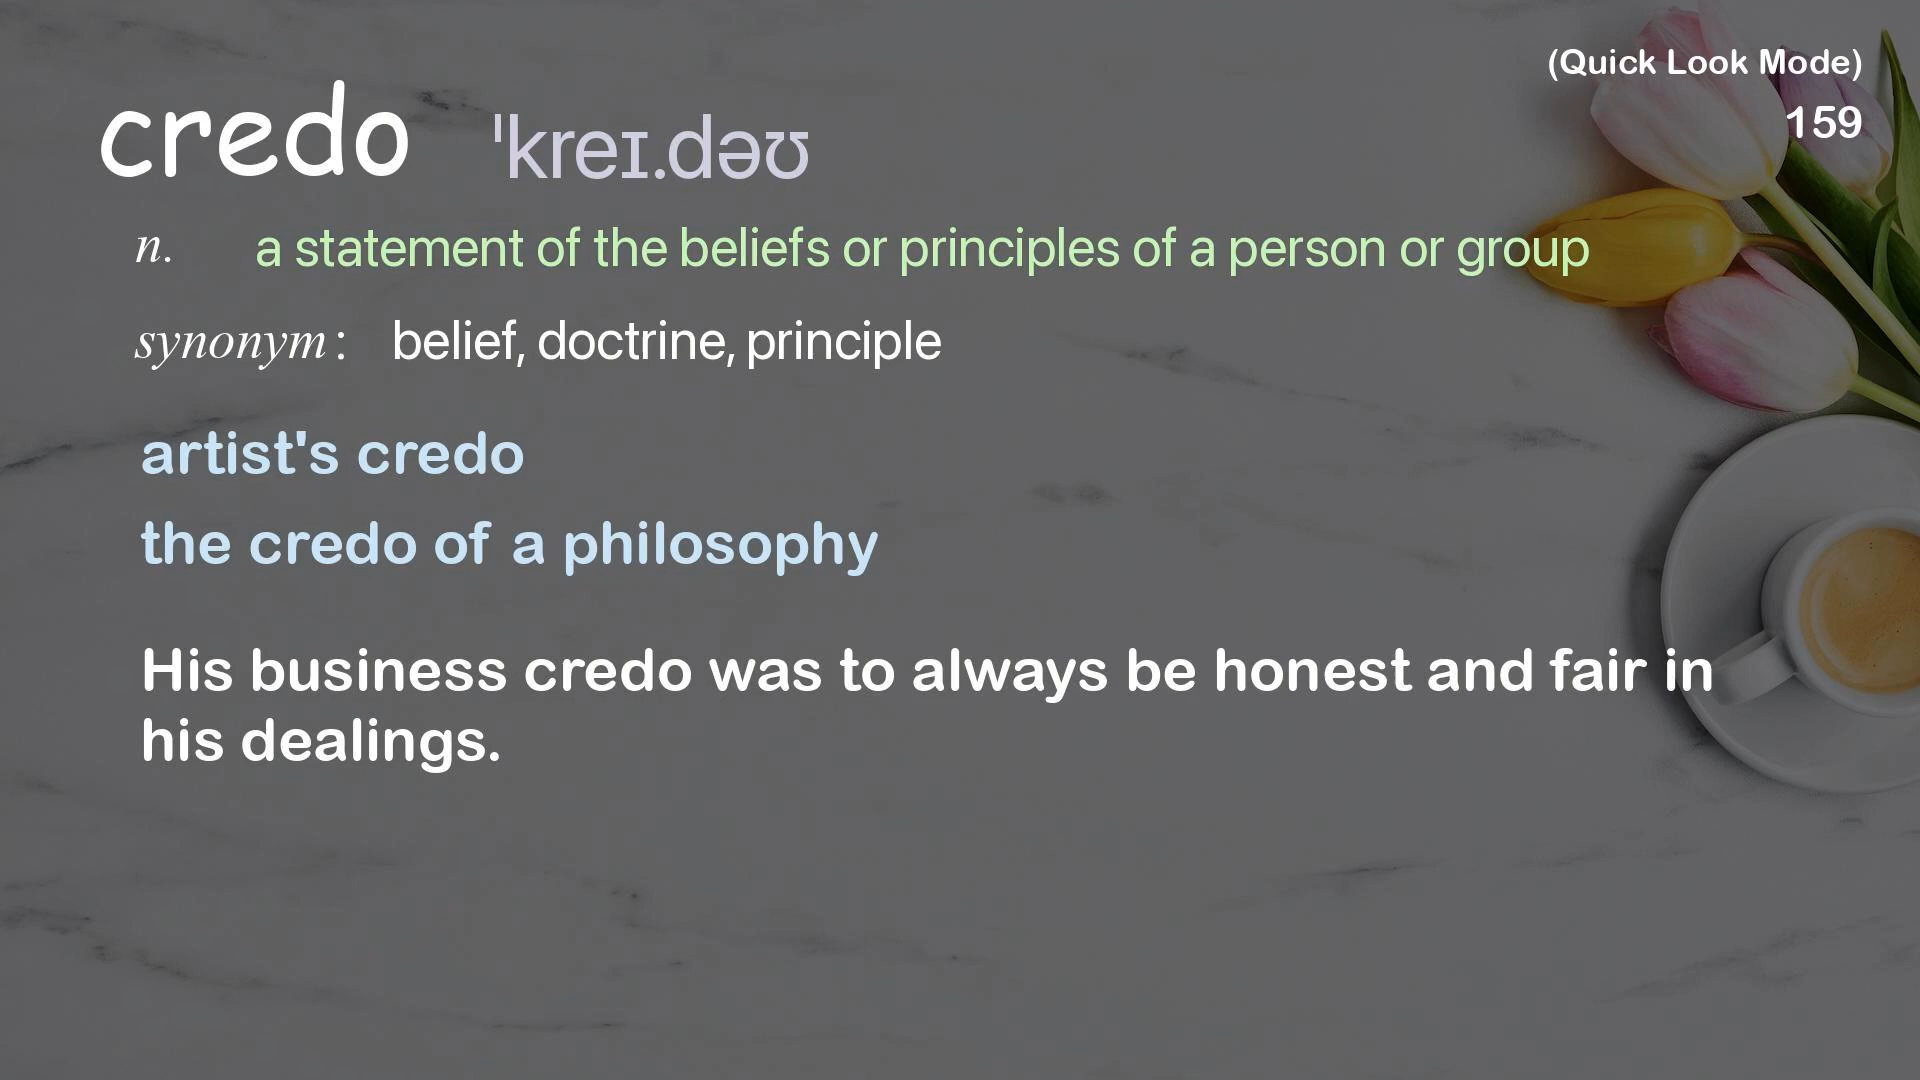 (Quick Look Mode)
159
credo ˈkreɪ.dəʊ
n. a statement of the beliefs or principles of a person or group
synonym: belief, doctrine, principle
artist's credo
the credo of a philosophy
His business credo was to always be honest and fair in
his dealings.